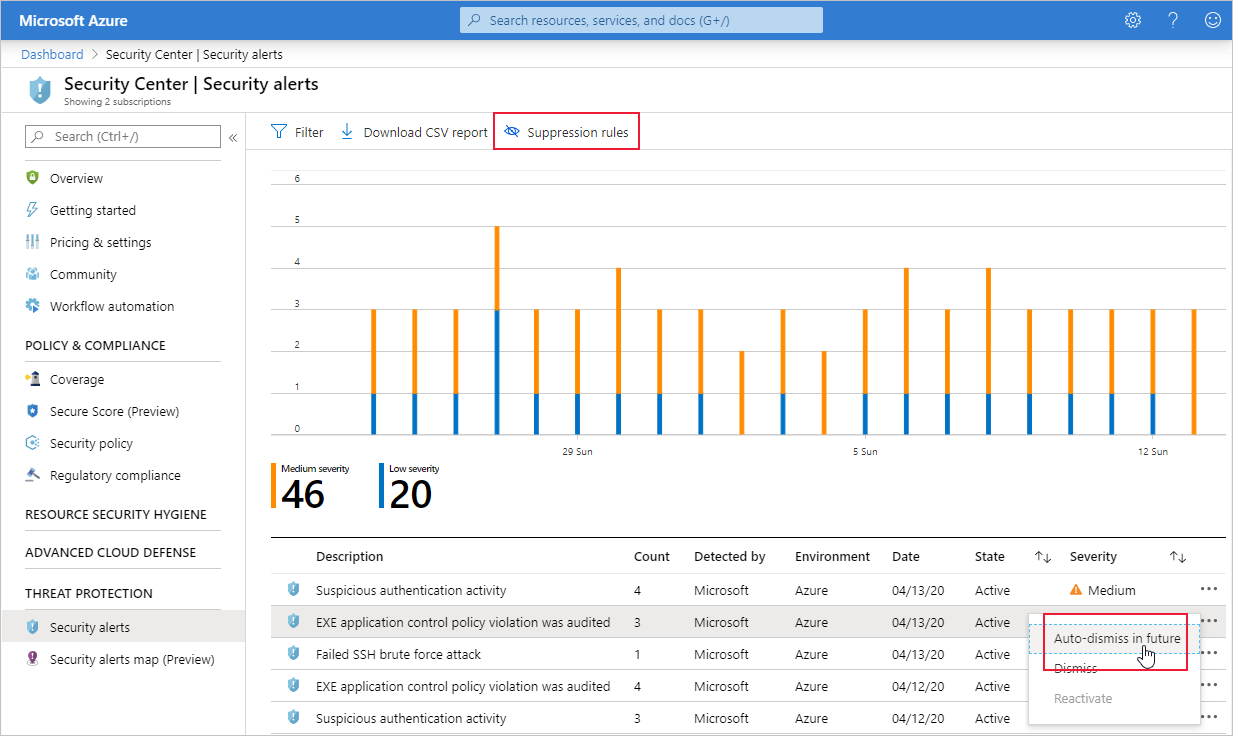 Microsoft Azure
Search resources, services, and docs (G+/)
Dashboard > Security Center | Security alerts
Security Center | Security alerts
Showing 2 subscriptions
Search (Ctrl+/)
«
Filter
Download CSV report
Suppression rules
Overview
Getting started
Pricing & settings
Community
Workflow automation
POLICY & COMPLIANCE
Coverage
Secure Score (Preview)
Security policy
Regulatory compliance
RESOURCE SECURITY HYGIENE
ADVANCED CLOUD DEFENSE
THREAT PROTECTION
Security alerts
Security alerts map (Preview)
6
5
4
3
2
1
0
29 Sun
5 Sun
12 Sun
Medium severity
46
Low severity
20
Description Count Detected by Environment Date State Severity
Suspicious authentication activity 4 Microsoft Azure 04/13/20 Active Medium
EXE application control policy violation was audited 3 Microsoft Azure 04/13/20 Active
Failed SSH brute force attack 1 Microsoft Azure 04/13/20 Active
EXE application control policy violation was audited 4 Microsoft Azure 04/12/20 Active
Suspicious authentication activity 3 Microsoft Azure 04/12/20 Active
Auto-dismiss in future
Dismiss
Reactivate